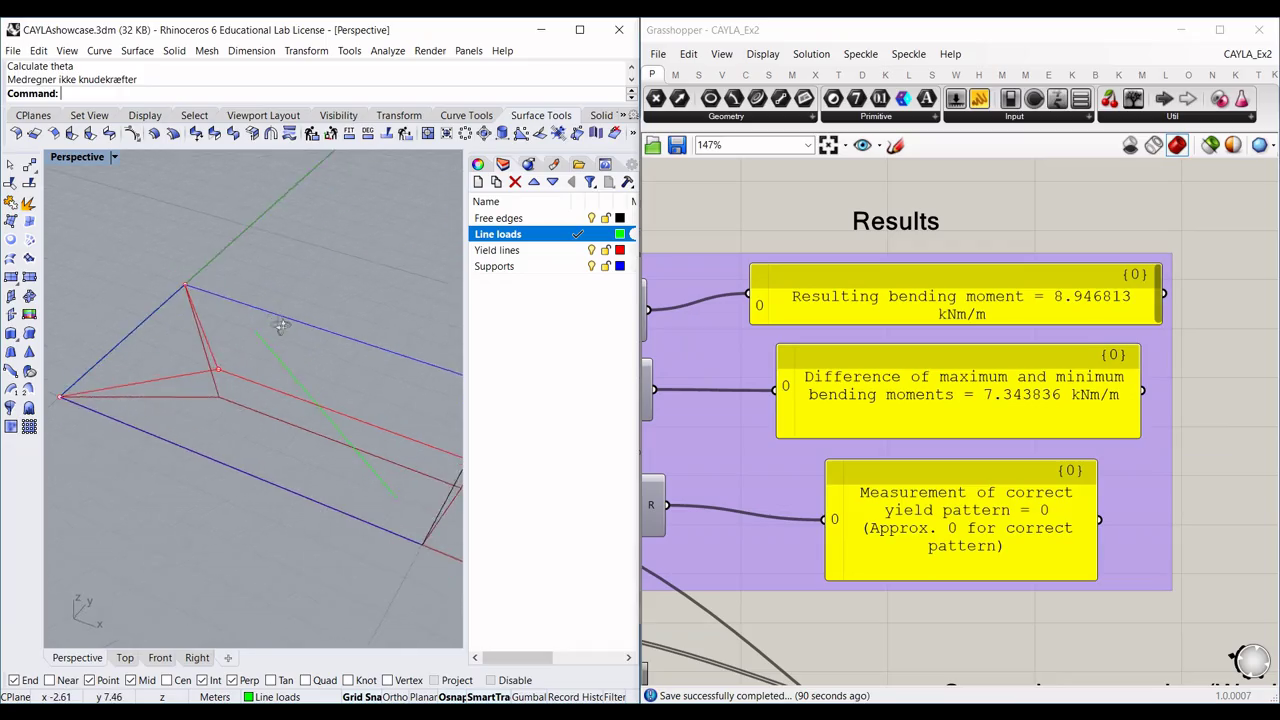 CAYLAshowcase.3dm (32 KB) - Rhinoceros 6 Educational Lab License - [Perspective]
File Edit View Curve Surface Solid Mesh Dimension Transform Tools Analyze Render Panels Help
Calculate theta
Medregner ikke knudekræfter
Command:
CPlanes Set View Display Select Viewport Layout Visibility Transform Curve Tools Surface Tools Solid
Perspective
Name
Free edges
Line loads
Yield lines
Supports
z y
x
Perspective Top Front Right
End Near Point Mid Cen Int Perp Tan Quad Knot Vertex Project Disable
CPlane x -2.61 y 7.46 z Meters Line loads Grid Sna Ortho Planar Osnap SmartTra Gumbal Record Histor Filter
Grasshopper - CAYLA_Ex2
File Edit View Display Solution Speckle Speckle Help CAYLA_Ex2
P M S V C S M I T D W H L K M E S K C B A P L E F C M
Geometry Primitive Input Util
147%
Results
{0}
0 Resulting bending moment = 8.946813
kNm/m
{0}
0 Difference of maximum and minimum
bending moments = 7.343836 kNm/m
{0}
R
0 Measurement of correct
yield pattern = 0
(Approx. 0 for correct
pattern)
Save successfully completed... (90 seconds ago) 1.0.0007